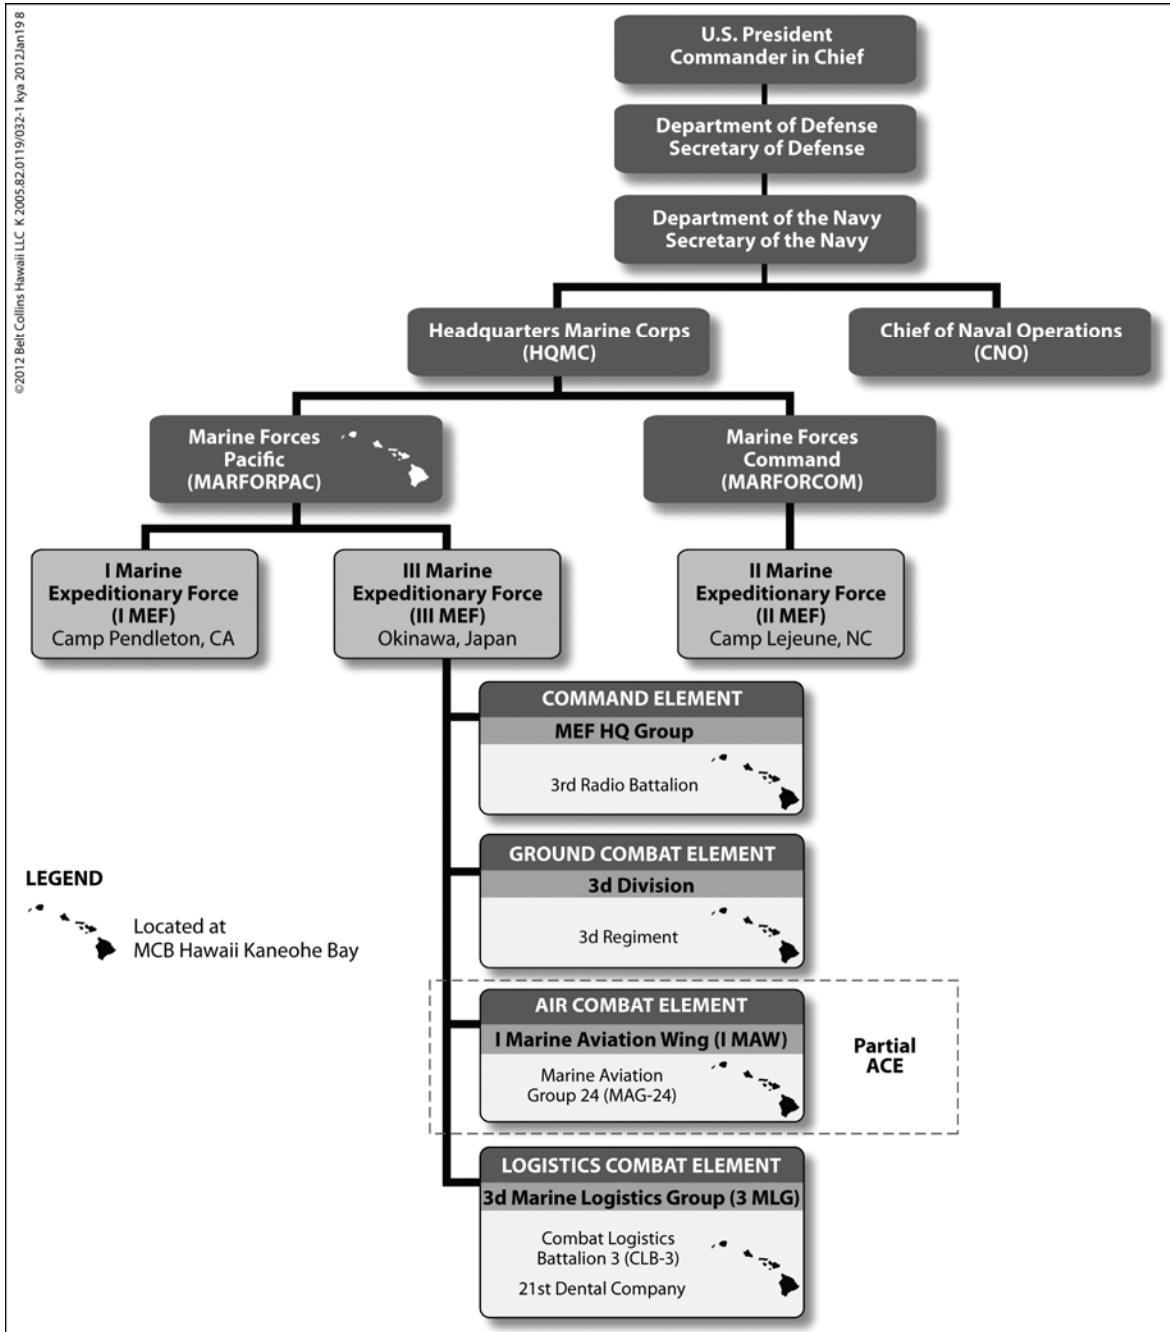 ©2012 Belt Collins Hawaii LLC K 2005.82.0119/032-1 kya 2012Jan19 8
U.S. President
Commander in Chief
Department of Defense
Secretary of Defense
Department of the Navy
Secretary of the Navy
Headquarters Marine Corps
(HQMC)
Chief of Naval Operations
(CNO)
Marine Forces
Pacific
(MARFORPAC)
Marine Forces
Command
(MARFORCOM)
I Marine
Expeditionary Force
(I MEF)
Camp Pendleton, CA
III Marine
Expeditionary Force
(III MEF)
Okinawa, Japan
II Marine
Expeditionary Force
(II MEF)
Camp Lejeune, NC
COMMAND ELEMENT
MEF HQ Group
3rd Radio Battalion
GROUND COMBAT ELEMENT
3d Division
3d Regiment
LEGEND
Located at
MCB Hawaii Kaneohe Bay
AIR COMBAT ELEMENT
I Marine Aviation Wing (I MAW)
Marine Aviation
Group 24 (MAG-24)
Partial
ACE
LOGISTICS COMBAT ELEMENT
3d Marine Logistics Group (3 MLG)
Combat Logistics
Battalion 3 (CLB-3)
21st Dental Company